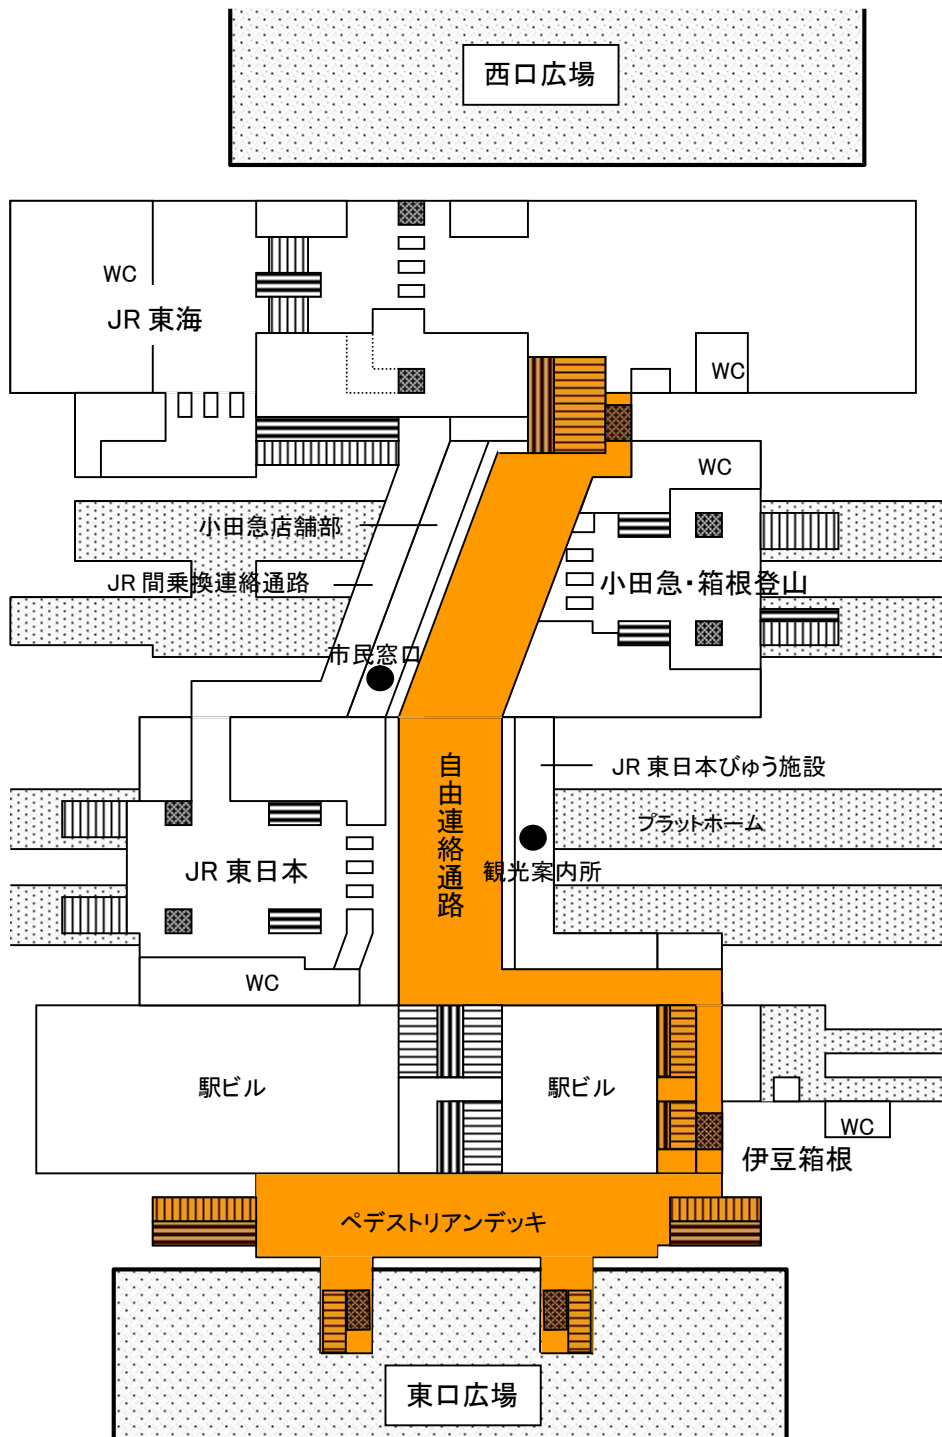 西口広場
WC
JR 東海
WC
WC
小田急店舗部
JR 間乗換連絡通路
小田急・箱根登山
市民窓口
自由連絡通路
JR 東日本びゅう施設
プラットホーム
JR 東日本
観光案内所
WC
駅ビル
駅ビル
WC
伊豆箱根
ペデストリアンデッキ
東口広場